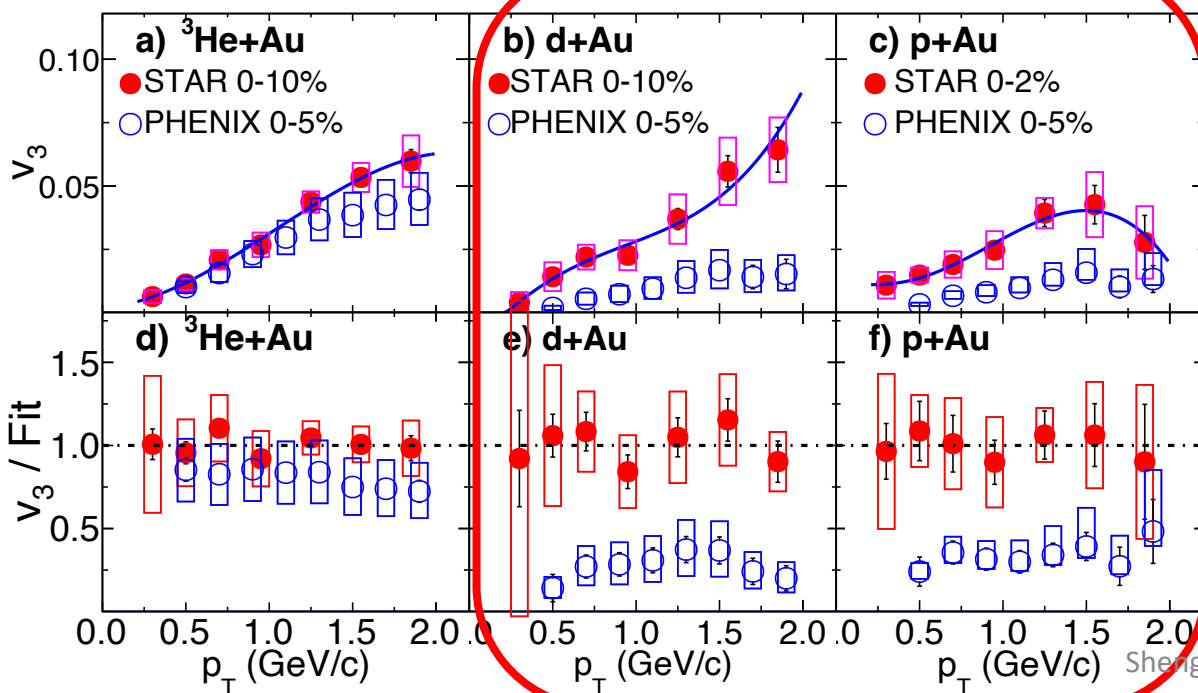 a) ³He+Au
STAR 0-10%
PHENIX 0-5%
b) d+Au
STAR 0-10%
PHENIX 0-5%
c) p+Au
STAR 0-2%
PHENIX 0-5%
0.10
0.05
v₃
d) ³He+Au
e) d+Au
f) p+Au
1.5
1.0
0.5
v₃ / Fit
0.0 0.5 1.0 1.5 2.0
.0 0.5 1.0 1.5 2.0
.0 0.5 1.0 1.5 2.0
p_T (GeV/c)
p_T (GeV/c)
p_T (GeV/c)
Sheng